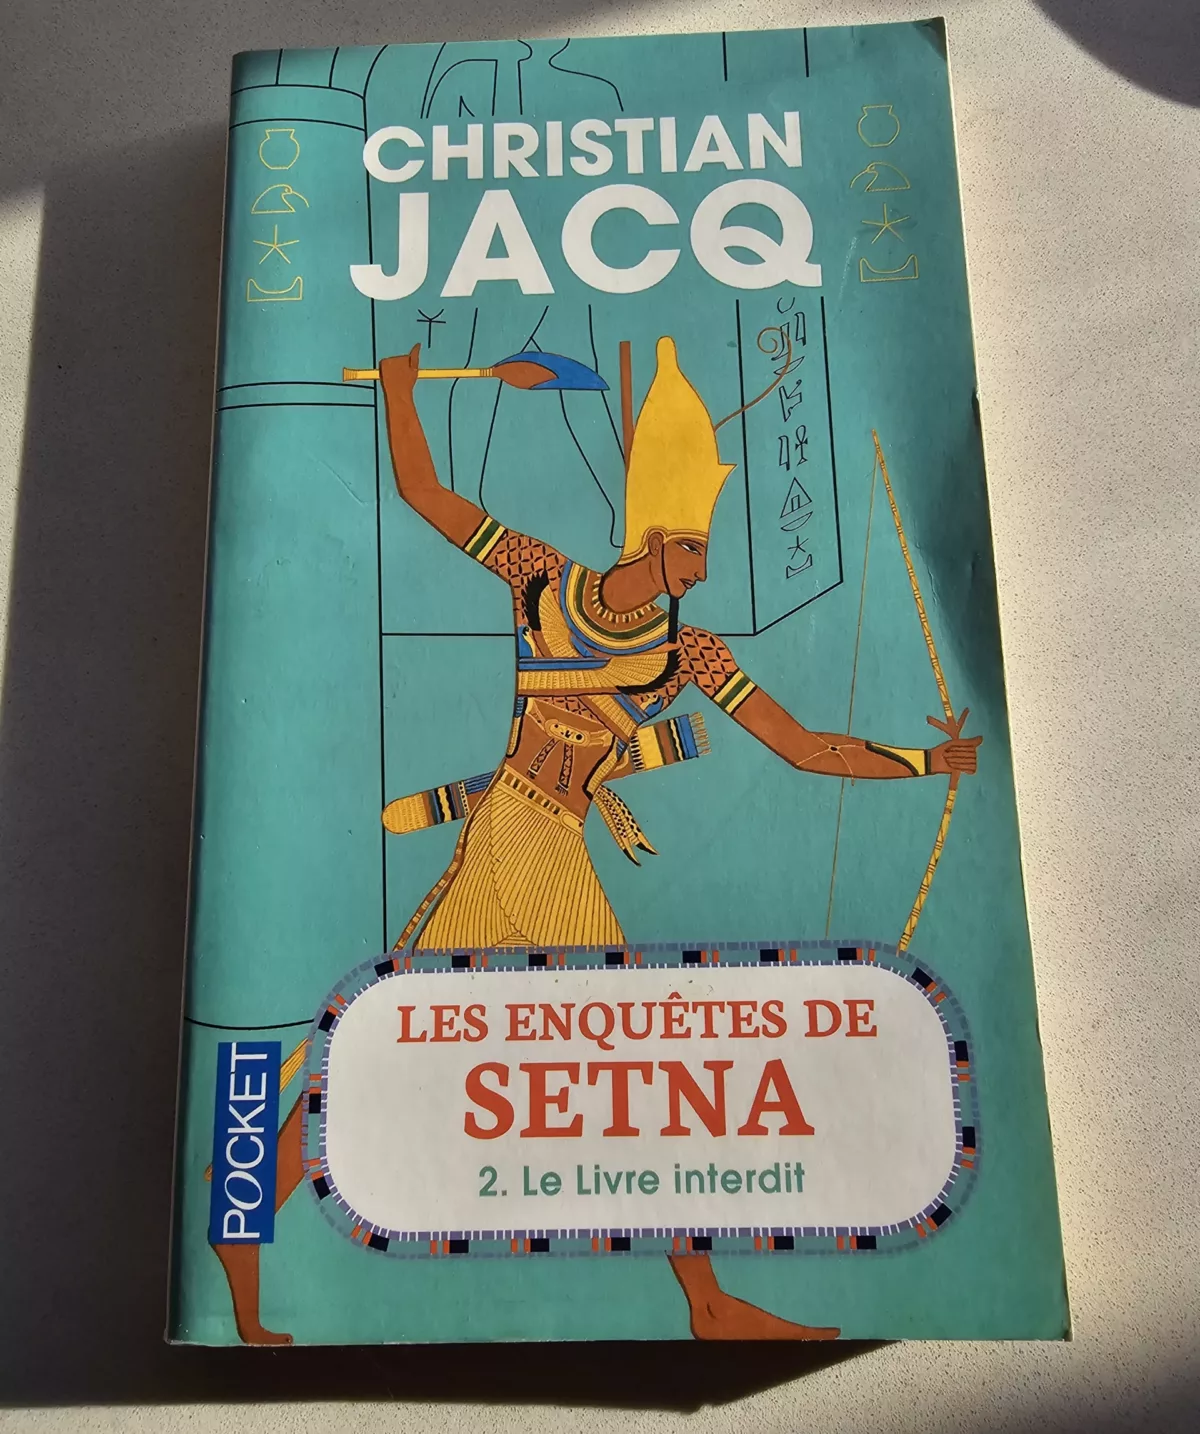 CHRISTIAN
JACQ
LES ENQUÊTES DE
SETNA
2. Le Livre interdit
POCKET